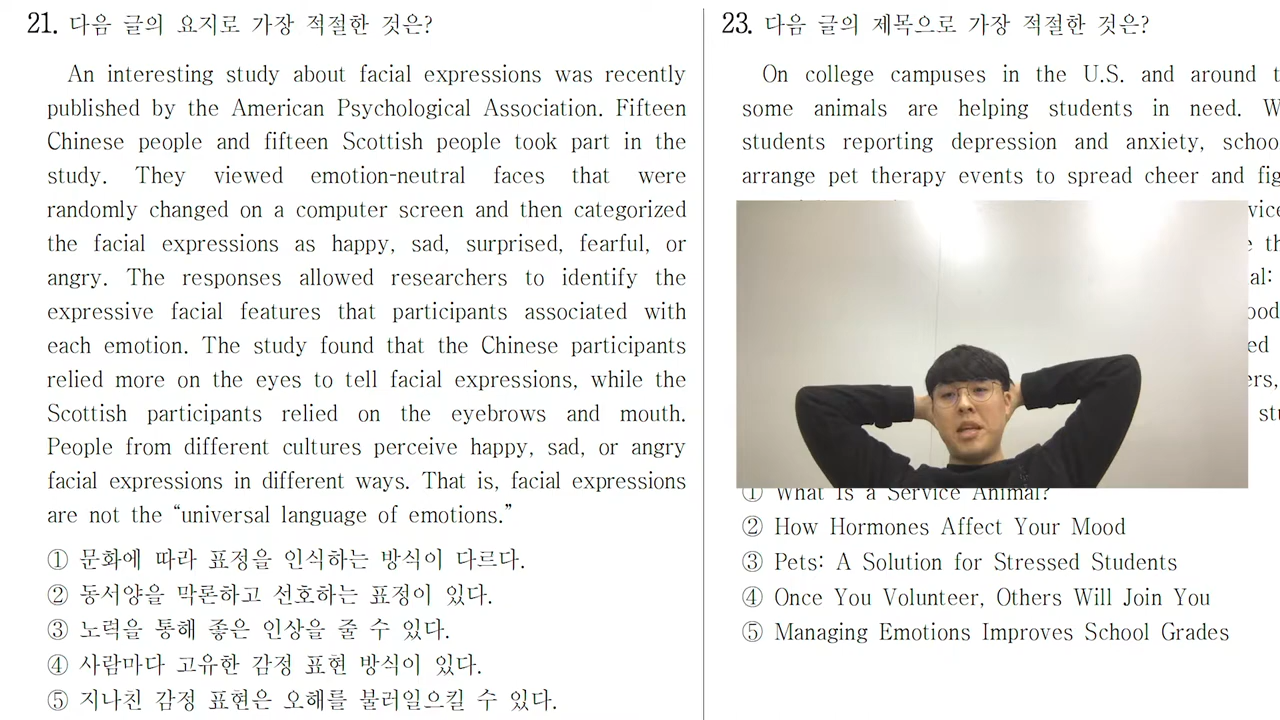 21. 다음 글의 요지로 가장 적절한 것은?
An interesting study about facial expressions was recently
published by the American Psychological Association. Fifteen
Chinese people and fifteen Scottish people took part in the
study. They viewed emotion-neutral faces that were
randomly changed on a computer screen and then categorized
the facial expressions as happy, sad, surprised, fearful, or
angry. The responses allowed researchers to identify the
expressive facial features that participants associated with
each emotion. The study found that the Chinese participants
relied more on the eyes to tell facial expressions, while the
Scottish participants relied on the eyebrows and mouth.
People from different cultures perceive happy, sad, or angry
facial expressions in different ways. That is, facial expressions
are not the “universal language of emotions.”
① 문화에 따라 표정을 인식하는 방식이 다르다.
② 동서양을 막론하고 선호하는 표정이 있다.
③ 노력을 통해 좋은 인상을 줄 수 있다.
④ 사람마다 고유한 감정 표현 방식이 있다.
⑤ 지나친 감정 표현은 오해를 불러일으킬 수 있다.
23. 다음 글의 제목으로 가장 적절한 것은?
On college campuses in the U.S. and around
some animals are helping students in need.
students reporting depression and anxiety,
arrange pet therapy events to spread cheer and
① What Is a Service Animal?
② How Hormones Affect Your Mood
③ Pets: A Solution for Stressed Students
④ Once You Volunteer, Others Will Join You
⑤ Managing Emotions Improves School Grades